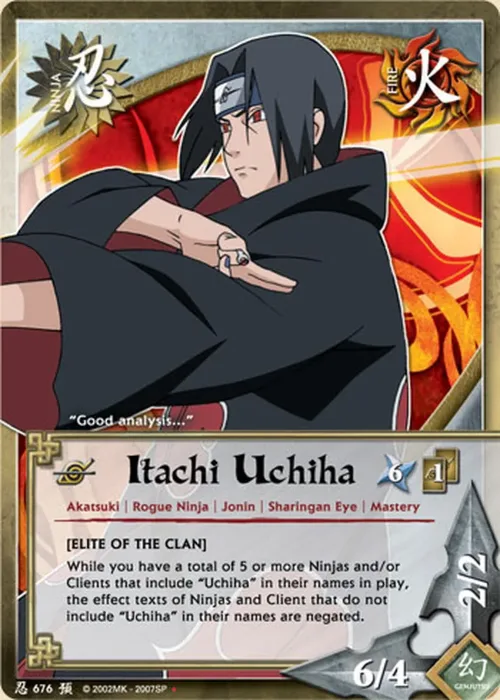 忍
NINJA
火
FIRE
"Good analysis..."
Itachi Uchiha
6
1
Akatsuki | Rogue Ninja | Jonin | Sharingan Eye | Mastery
[ELITE OF THE CLAN]
While you have a total of 5 or more Ninjas and/or
Clients that include "Uchiha" in their names in play,
the effect texts of Ninjas and Client that do not
include "Uchiha" in their names are negated.
2/2
6/4
幻
GENJUTSU
忍 676 © 2002MK - 2007SP